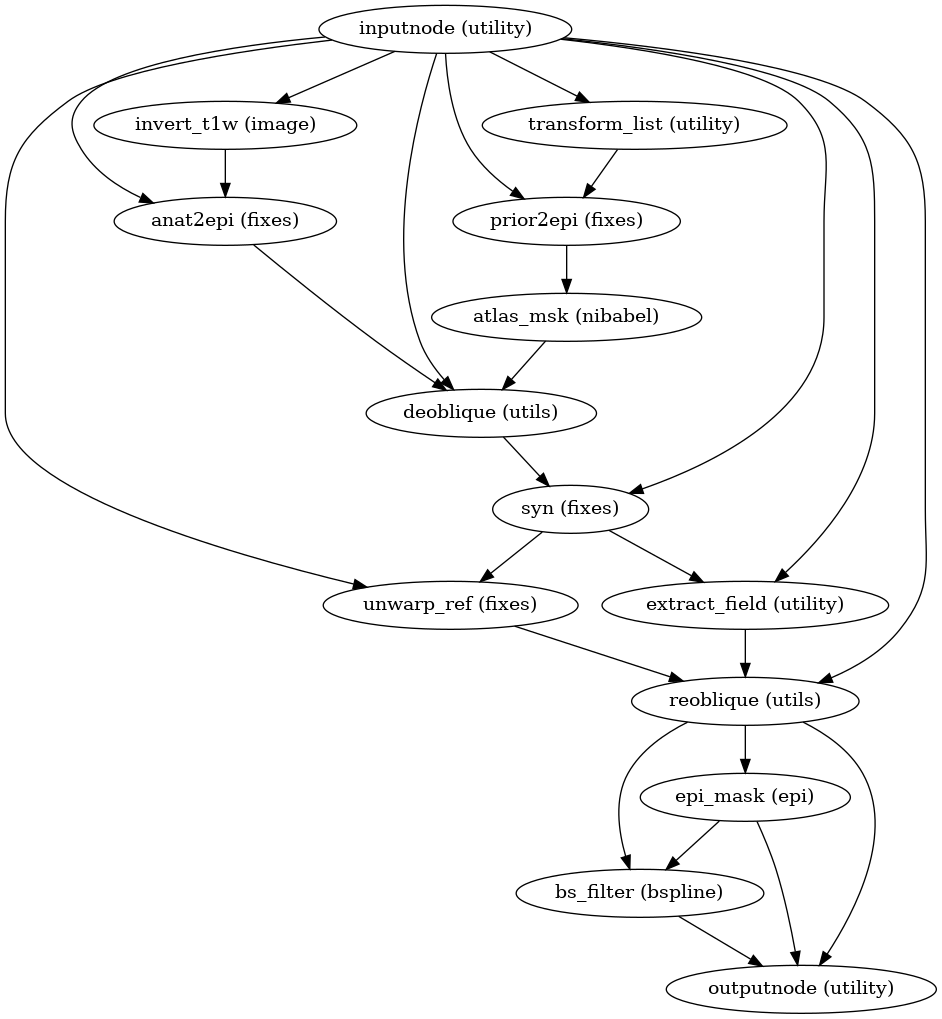 inputnode (utility)
invert_t1w (image)
transform_list (utility)
anat2epi (fixes)
prior2epi (fixes)
atlas_msk (nibabel)
deoblique (utils)
syn (fixes)
unwarp_ref (fixes)
extract_field (utility)
reoblique (utils)
epi_mask (epi)
bs_filter (bspline)
outputnode (utility)